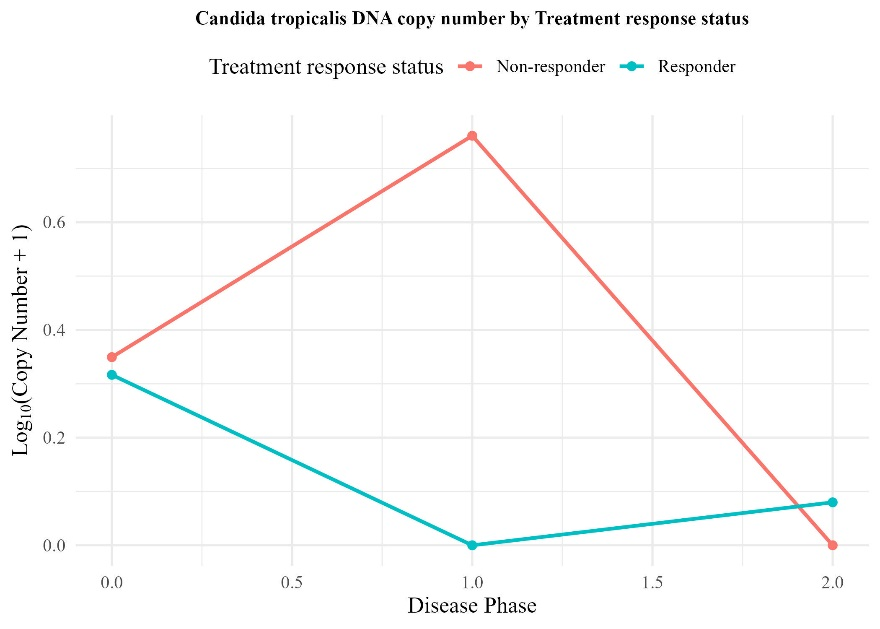 Candida tropicalis DNA copy number by Treatment response status
Treatment response status Non-responder Responder
Log₁₀(Copy Number + 1)
0.6
0.4
0.2
0.0
0.0 0.5 1.0 1.5 2.0
Disease Phase